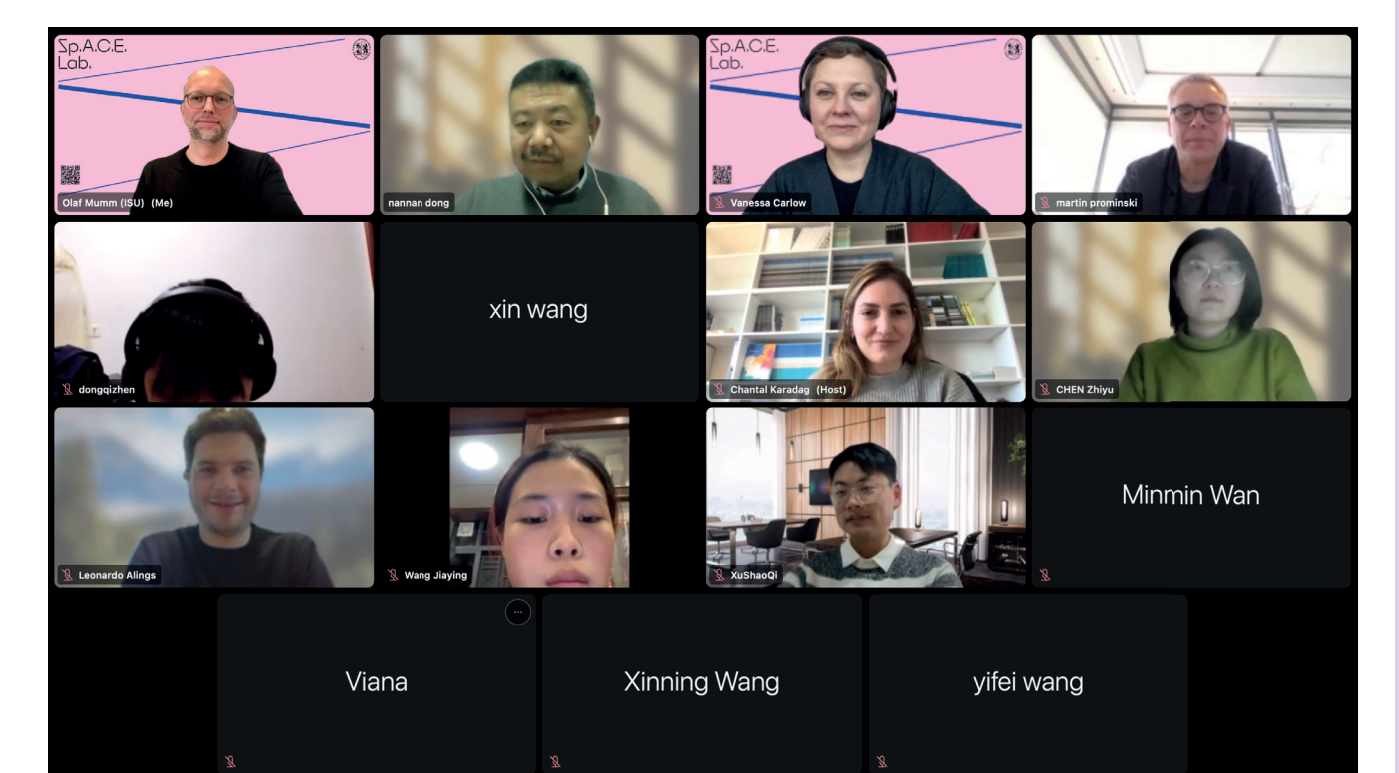 Sp.A.C.E.
Lab.
Olaf Mumm (ISU) (Me)
nannan dong
Sp.A.C.E.
Lab.
Vanessa Carlow
martin prominski
dongqizhen
xin wang
Chantal Karadag (Host)
CHEN Zhiyu
Leonardo Alings
Wang Jiaying
XuShaoQi
Minmin Wan
Viana
Xinning Wang
yifei wang